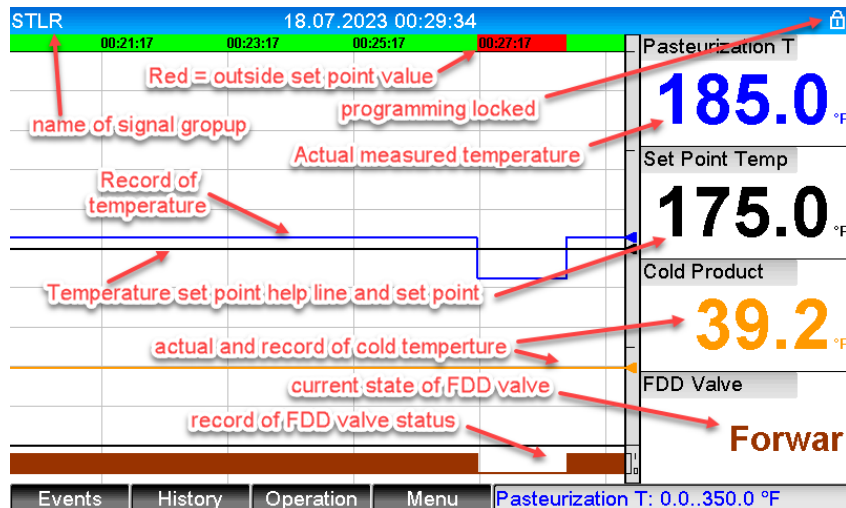 STLR 18.07.2023 00:29:34
00:21:17 00:23:17 00:25:17 00:27:17
Pasteurization T
Red = outside set point value
185.0 °F
programming locked
name of signal gropup
Actual measured temperature
Set Point Temp
Record of
temperature
175.0 °F
Cold Product
Temperature set point help line and set point
39.2 °F
actual and record of cold temperture
current state of FDD valve
FDD Valve
record of FDD valve status
Forwar
Events History Operation Menu Pasteurization T: 0.0..350.0 ºF